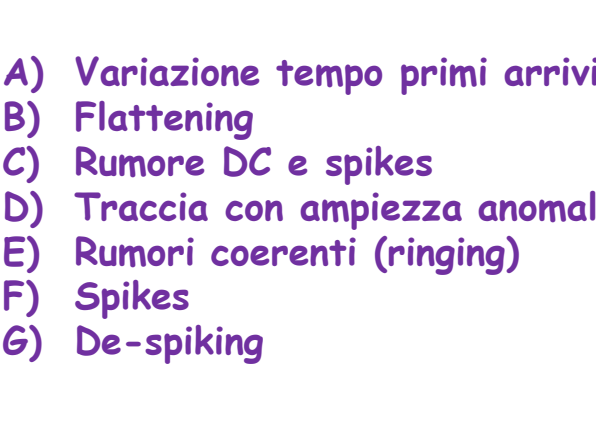 A) Variazione tempo primi arrivi
B) Flattening
C) Rumore DC e spikes
D) Traccia con ampiezza anomal
E) Rumori coerenti (ringing)
F) Spikes
G) De-spiking